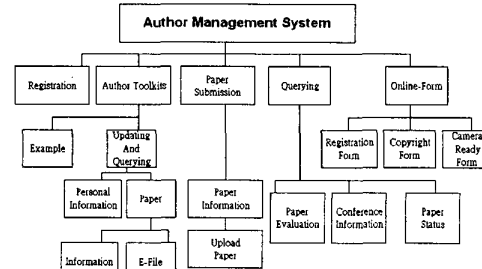 Author Management System
Registration
Author Toolkits
Paper
Submission
Querying
Online-Form
Example
Updating
And
Querying
Registration
Form
Copyright
Form
Camera
Ready
Form
Personal
Information
Paper
Paper
Information
Paper
Evaluation
Conference
Information
Paper
Status
Information
E-File
Upload
Paper